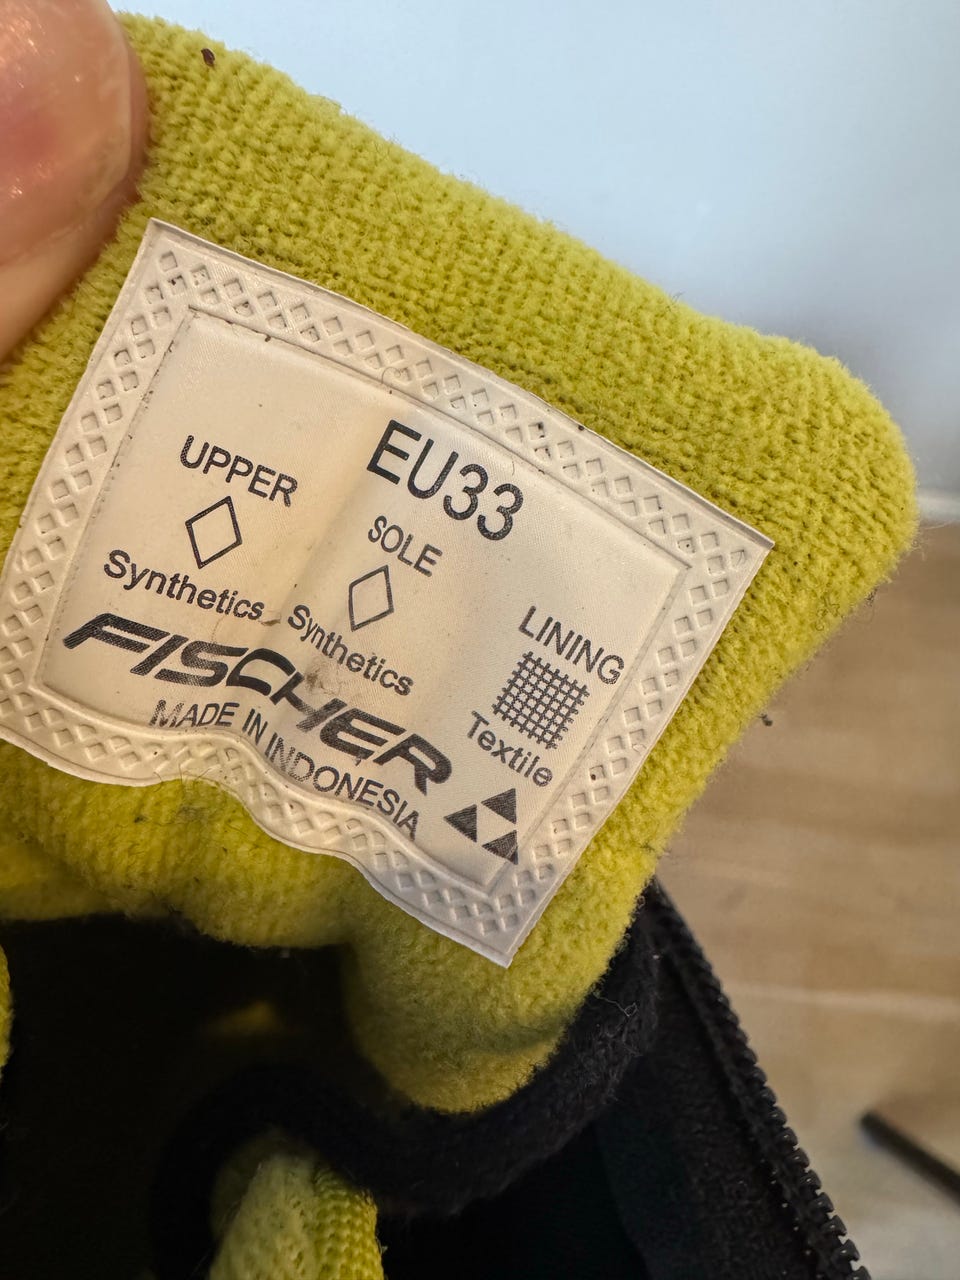 EU33
UPPER
Synthetics
SOLE
Synthetics
LINING
Textile
FISCHER
MADE IN INDONESIA